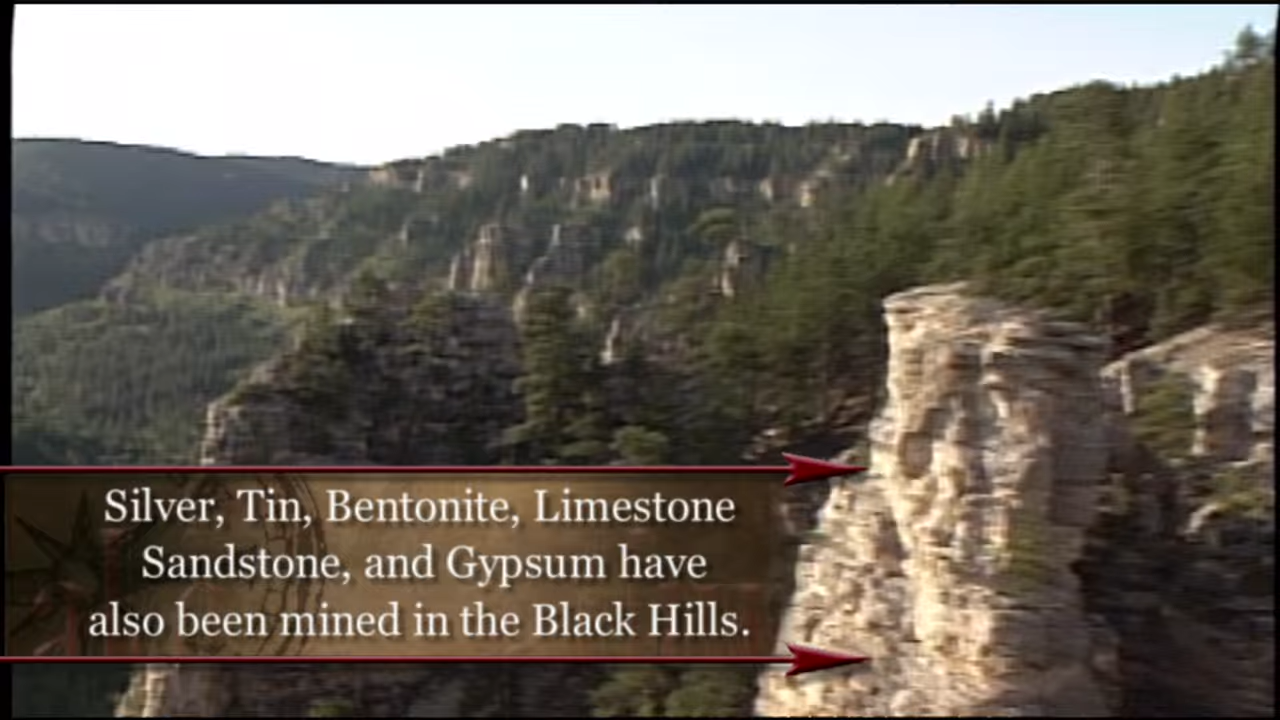 Silver, Tin, Bentonite, Limestone
Sandstone, and Gypsum have
also been mined in the Black Hills.